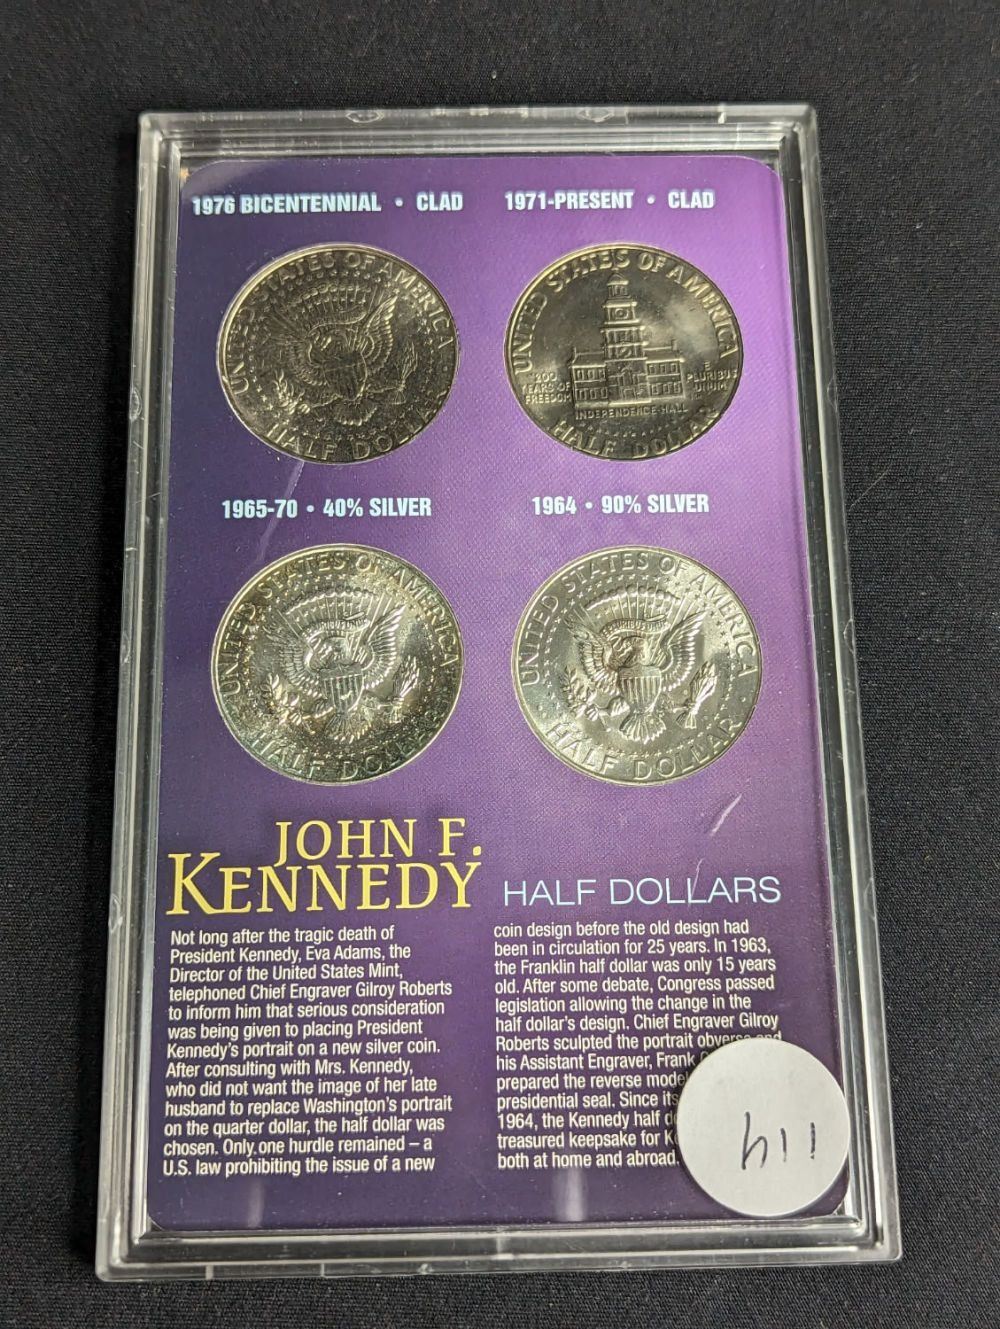 1976 BICENTENNIAL • CLAD
1971-PRESENT • CLAD
UNITED STATES OF AMERICA
HALF DOLLAR
UNITED STATES OF AMERICA
200
YEARS OF
FREEDOM
E
PLURIBUS
UNUM
INDEPENDENCE HALL
HALF DOLLAR
1965-70 • 40% SILVER
1964 • 90% SILVER
UNITED STATES OF AMERICA
HALF DOLLAR
UNITED STATES OF AMERICA
HALF DOLLAR
JOHN F.
KENNEDY
HALF DOLLARS
Not long after the tragic death of
President Kennedy, Eva Adams, the
Director of the United States Mint,
telephoned Chief Engraver Gilroy Roberts
to inform him that serious consideration
was being given to placing President
Kennedy's portrait on a new silver coin.
After consulting with Mrs. Kennedy,
who did not want the image of her late
husband to replace Washington's portrait
on the quarter dollar, the half dollar was
chosen. Only one hurdle remained – a
U.S. law prohibiting the issue of a new
coin design before the old design had
been in circulation for 25 years. In 1963,
the Franklin half dollar was only 15 years
old. After some debate, Congress passed
legislation allowing the change in the
half dollar's design. Chief Engraver Gilroy
Roberts sculpted the portrait obverse and
his Assistant Engraver, Frank
prepared the reverse model
presidential seal. Since its
1964, the Kennedy half
treasured keepsake for
both at home and abroad.
114